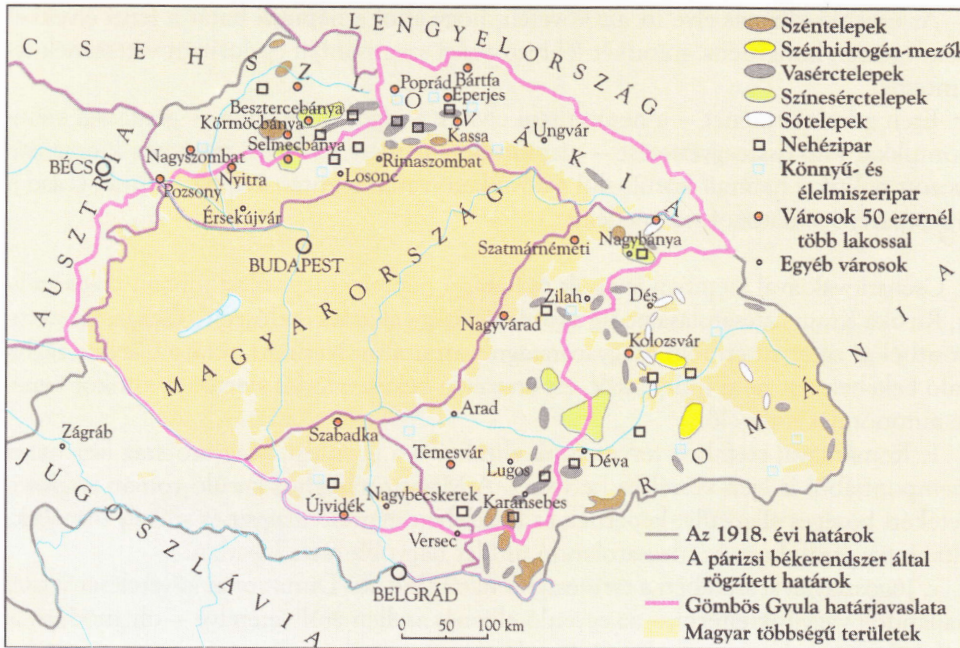 CSEHSZLOVÁKIA
LENGYELORSZÁG
AUSZTRIA
MAGYARORSZÁG
ROMÁNIA
JUGOSZLÁVIA
Poprád
Bártfa
Eperjes
Besztercebánya
Körmöcbánya
Selmecbánya
Kassa
Ungvár
BÉCS
Nagyszombat
Nyitra
Losonc
Rimaszombat
Pozsony
Érsekújvár
BUDAPEST
Szatmárnémeti
Nagybánya
Zilah
Dés
Nagyvárad
Kolozsvár
Arad
Zágráb
Szabadka
Temesvár
Lugos
Déva
Újvidék
Nagybecskerek
Karánsebes
Versec
BELGRÁD
0 50 100 km
Széntelepek
Szénhidrogén-mezők
Vasérctelepek
Színesérctelepek
Sótelepek
Nehézipar
Könnyű- és
élelmiszeripar
Városok 50 ezernél
több lakossal
Egyéb városok
Az 1918. évi határok
A párizsi békerendszer által
rögzített határok
Gömbös Gyula határjavaslata
Magyar többségű területek